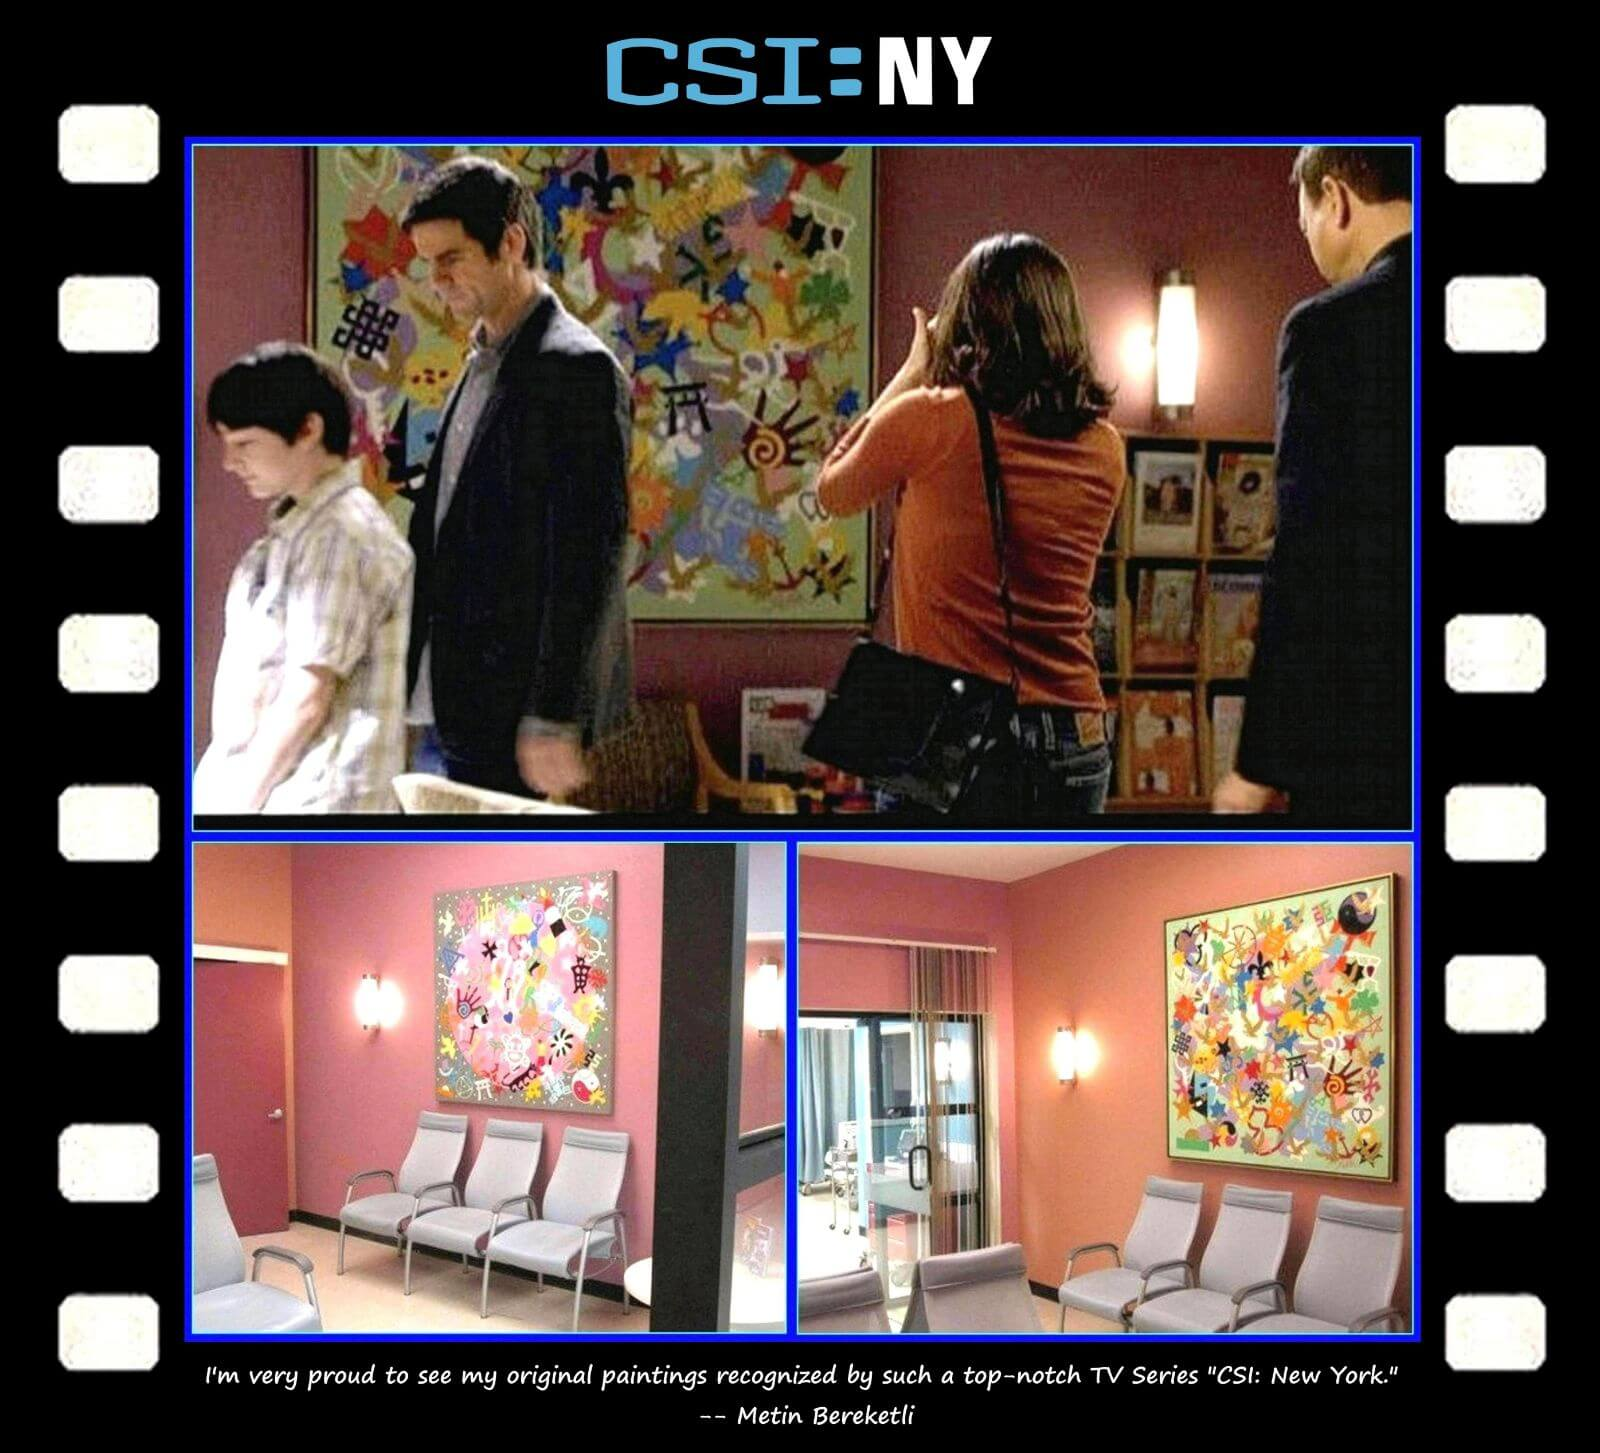 CSI:NY
I'm very proud to see my original paintings recognized by such a top-notch TV Series "CSI: New York."
-- Metin Bereketli